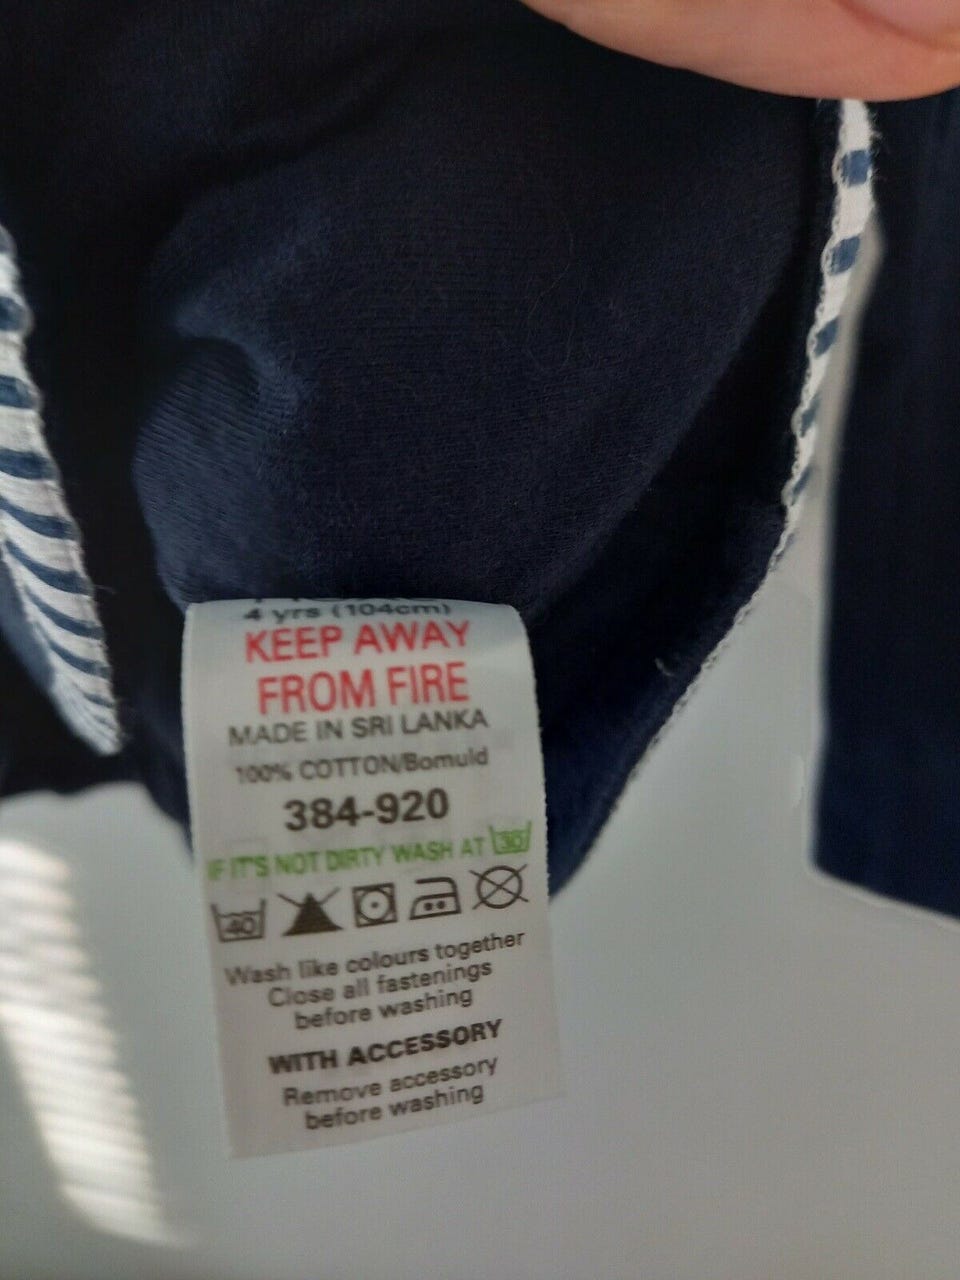 4 yrs (104cm)
KEEP AWAY
FROM FIRE
MADE IN SRI LANKA
100% COTTON/Bomuld
384-920
IF IT'S NOT DIRTY WASH AT 30
40
Wash like colours together
Close all fastenings
before washing
WITH ACCESSORY
Remove accessory
before washing